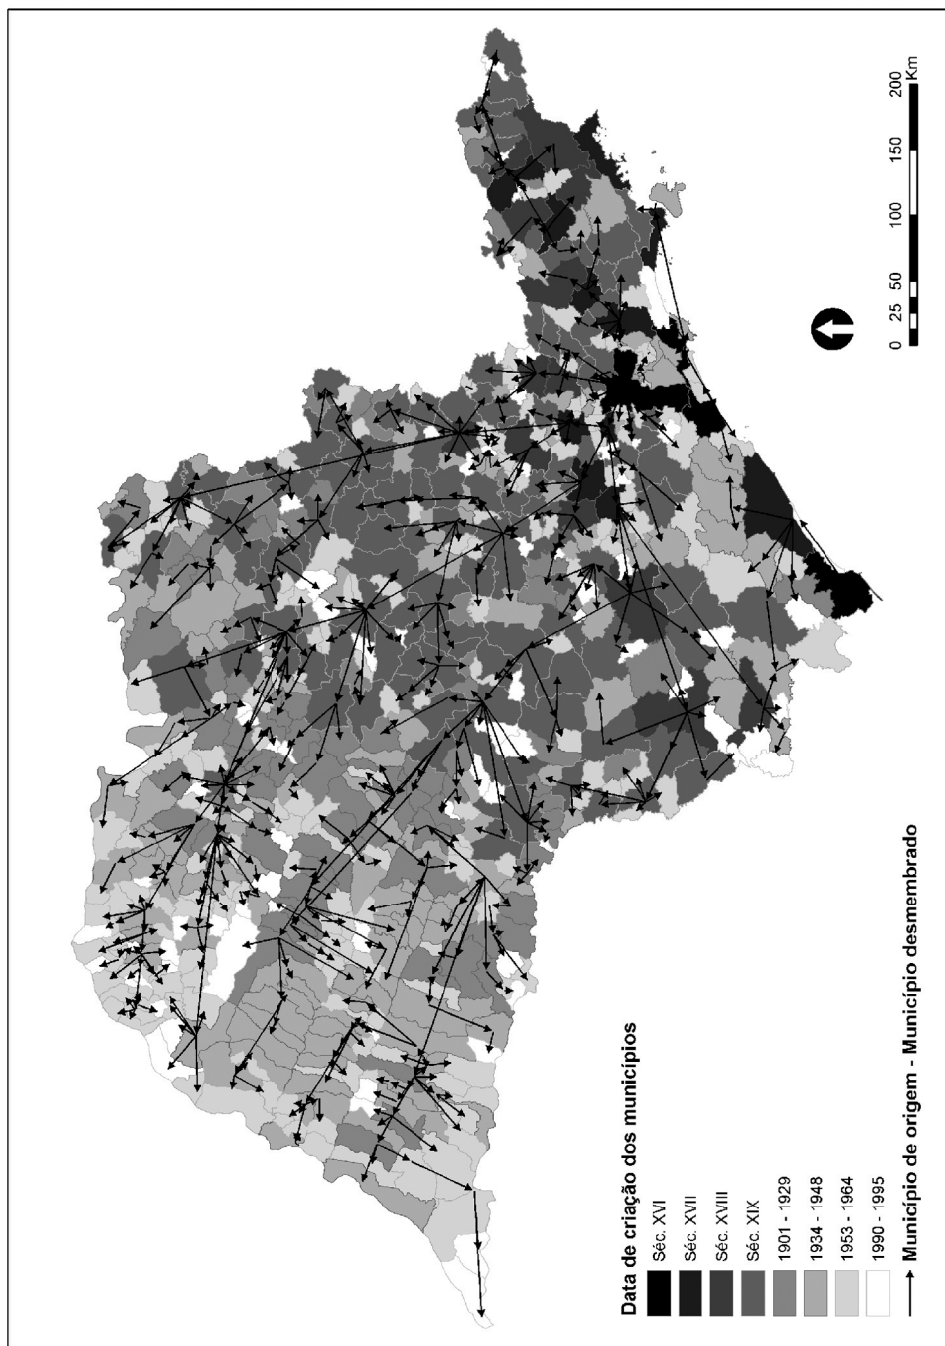 Data de criação dos municípios
Séc. XVI
Séc. XVII
Séc. XVIII
Séc. XIX
1901 - 1929
1934 - 1948
1953 - 1964
1990 - 1995
Município de origem - Município desmembrado
0 25 50 100 150 200
Km